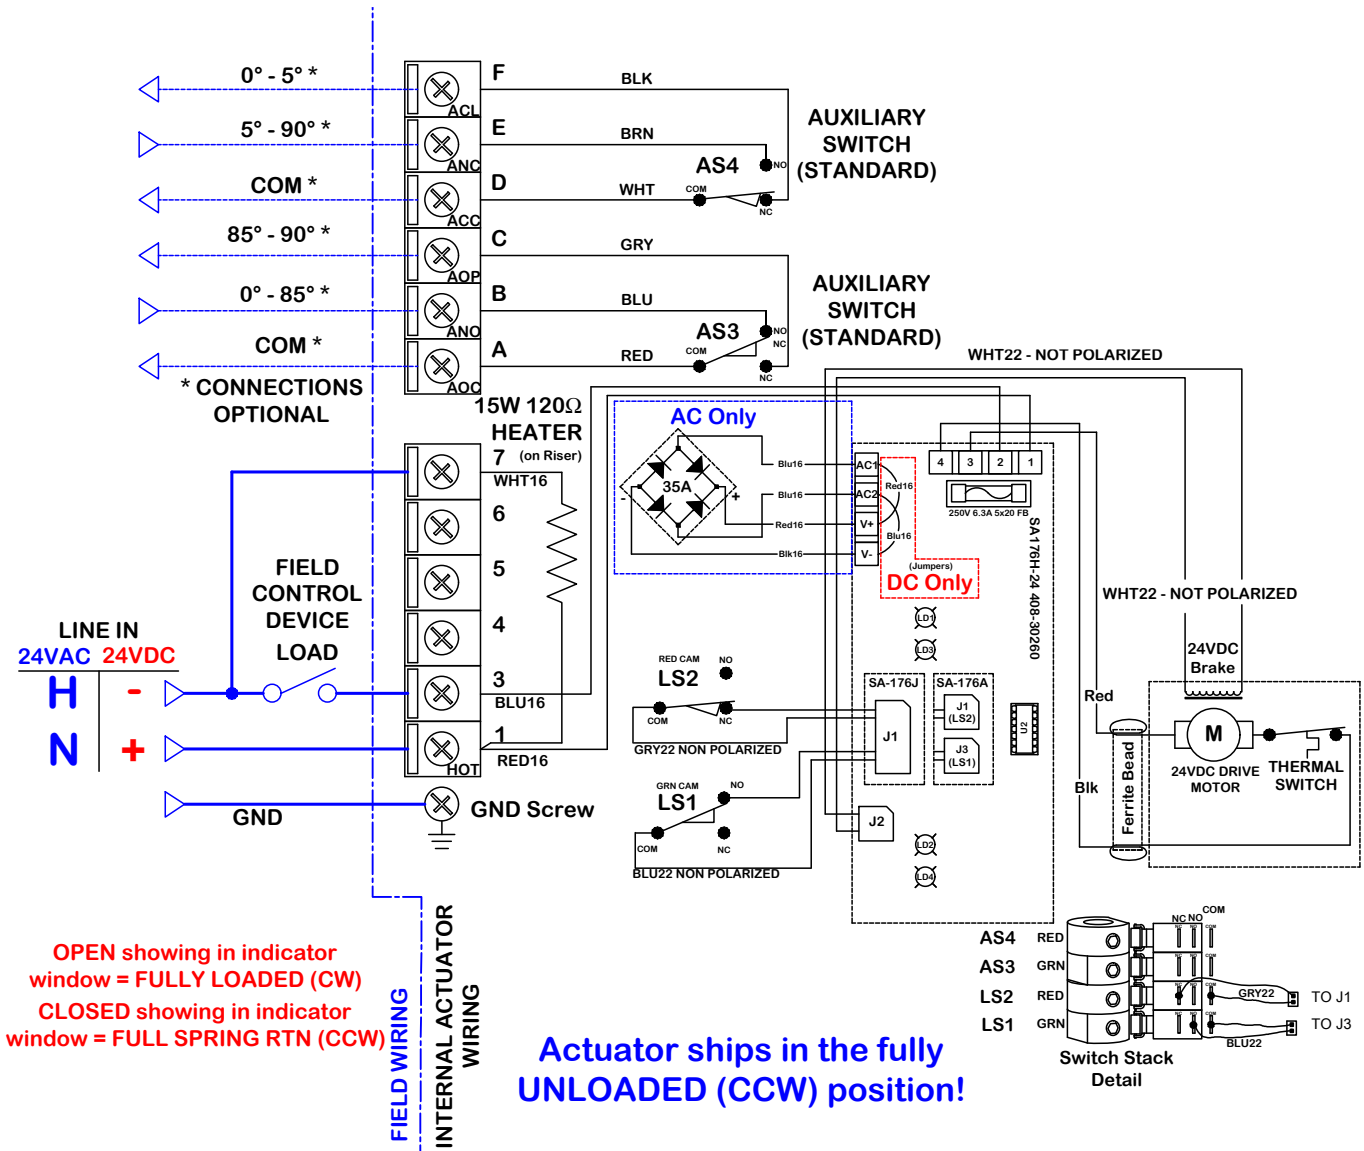 0° - 5° *
5° - 90° *
COM *
85° - 90° *
0° - 85° *
COM *
* CONNECTIONS
OPTIONAL
F
ACL
E
ANC
D
ACC
C
AOP
B
ANO
A
AOC
BLK
BRN
WHT
GRY
BLU
RED
AS4
COM
NO
NC
AUXILIARY
SWITCH
(STANDARD)
AS3
COM
NO
NC
NC
AUXILIARY
SWITCH
(STANDARD)
15W 120Ω
HEATER
(on Riser)
7
WHT16
6
5
4
3
BLU16
1
RED16
HOT
GND Screw
FIELD
CONTROL
DEVICE
LOAD
LINE IN
24VAC 24VDC
H -
N +
GND
AC Only
35A
-
+
Blu16
Blu16
Red16
Blk16
AC1
AC2
V+
V-
Red16
Blu16
(Jumpers)
DC Only
4 3 2 1
250V 6.3A 5x20 FB
SA176H-24 408-30260
WHT22 - NOT POLARIZED
WHT22 - NOT POLARIZED
LD1
LD3
SA-176J
SA-176A
J1
J1
(LS2)
J3
(LS1)
U2
J2
LD2
LD4
RED CAM
LS2
NO
COM
NC
GRY22 NON POLARIZED
GRN CAM
LS1
NO
COM
NC
BLU22 NON POLARIZED
24VDC
Brake
Red
Blk
Ferrite Bead
M
24VDC DRIVE
MOTOR
THERMAL
SWITCH
OPEN showing in indicator
window = FULLY LOADED (CW)
CLOSED showing in indicator
window = FULL SPRING RTN (CCW)
FIELD WIRING
INTERNAL ACTUATOR
WIRING
Actuator ships in the fully
UNLOADED (CCW) position!
COM
NC NO
AS4 RED
NC NO COM
AS3 GRN
LS2 RED
GRY22
TO J1
LS1 GRN
BLU22
TO J3
Switch Stack
Detail